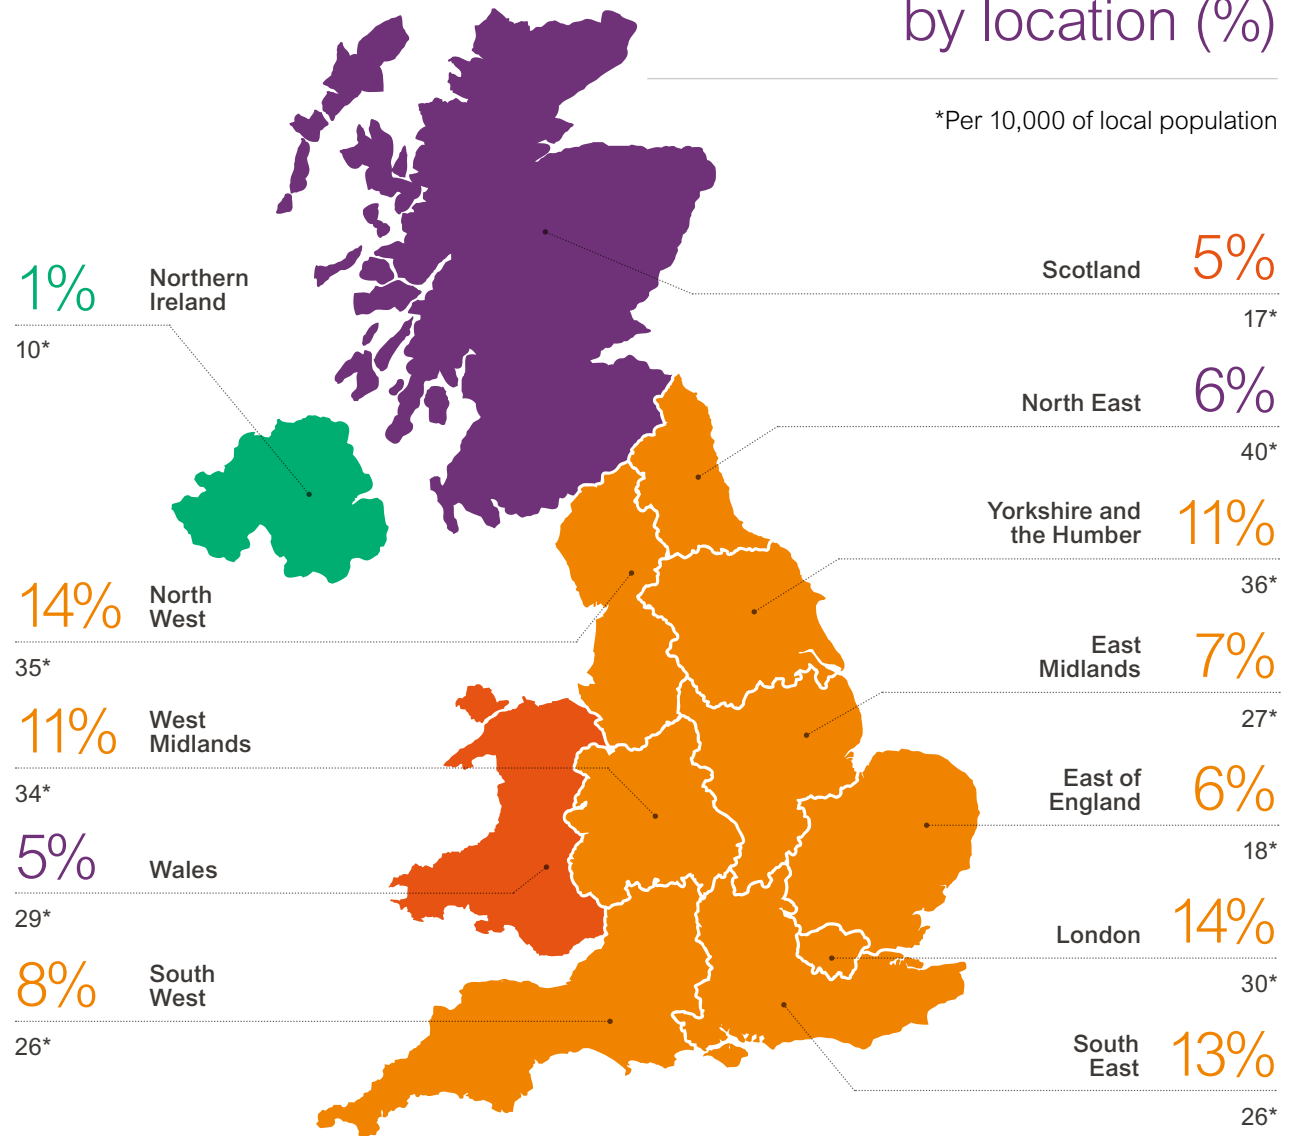 by location (%)
*Per 10,000 of local population
1%
Northern
Ireland
10*
14%
North
West
35*
11%
West
Midlands
34*
5%
Wales
29*
8%
South
West
26*
Scotland
5%
17*
North East
6%
40*
Yorkshire and
the Humber
11%
36*
East
Midlands
7%
27*
East of
England
6%
18*
London
14%
30*
South
East
13%
26*